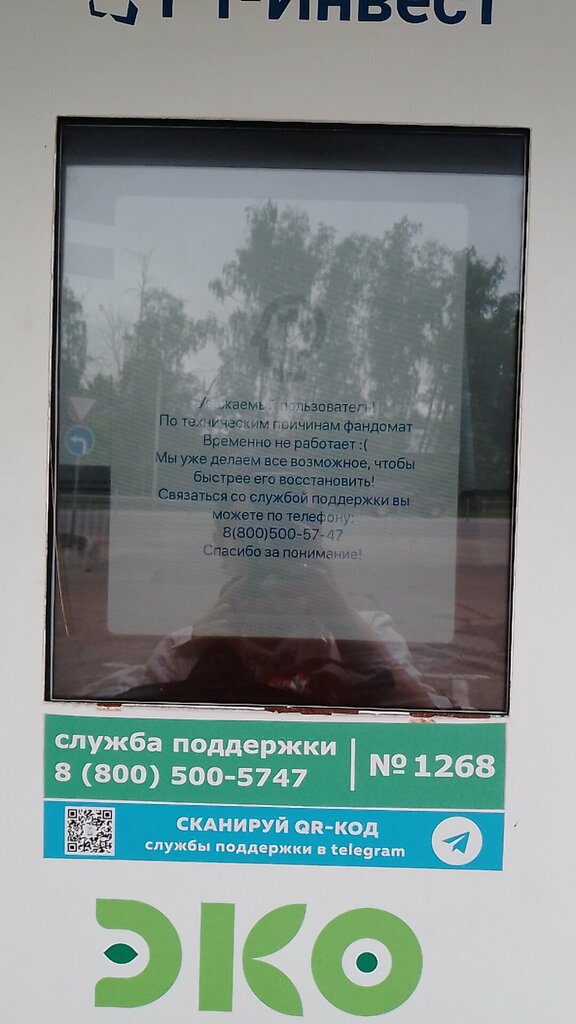 РТ-Инвест
Уважаемый пользователь!
По техническим причинам фандомат
Временно не работает :(
Мы уже делаем все возможное, чтобы
быстрее его восстановить!
Связаться со службой поддержки вы
можете по телефону:
8(800)500-57-47
Спасибо за понимание!
служба поддержки
8 (800) 500-5747
№ 1268
СКАНИРУЙ QR-КОД
службы поддержки в telegram
ЭКО